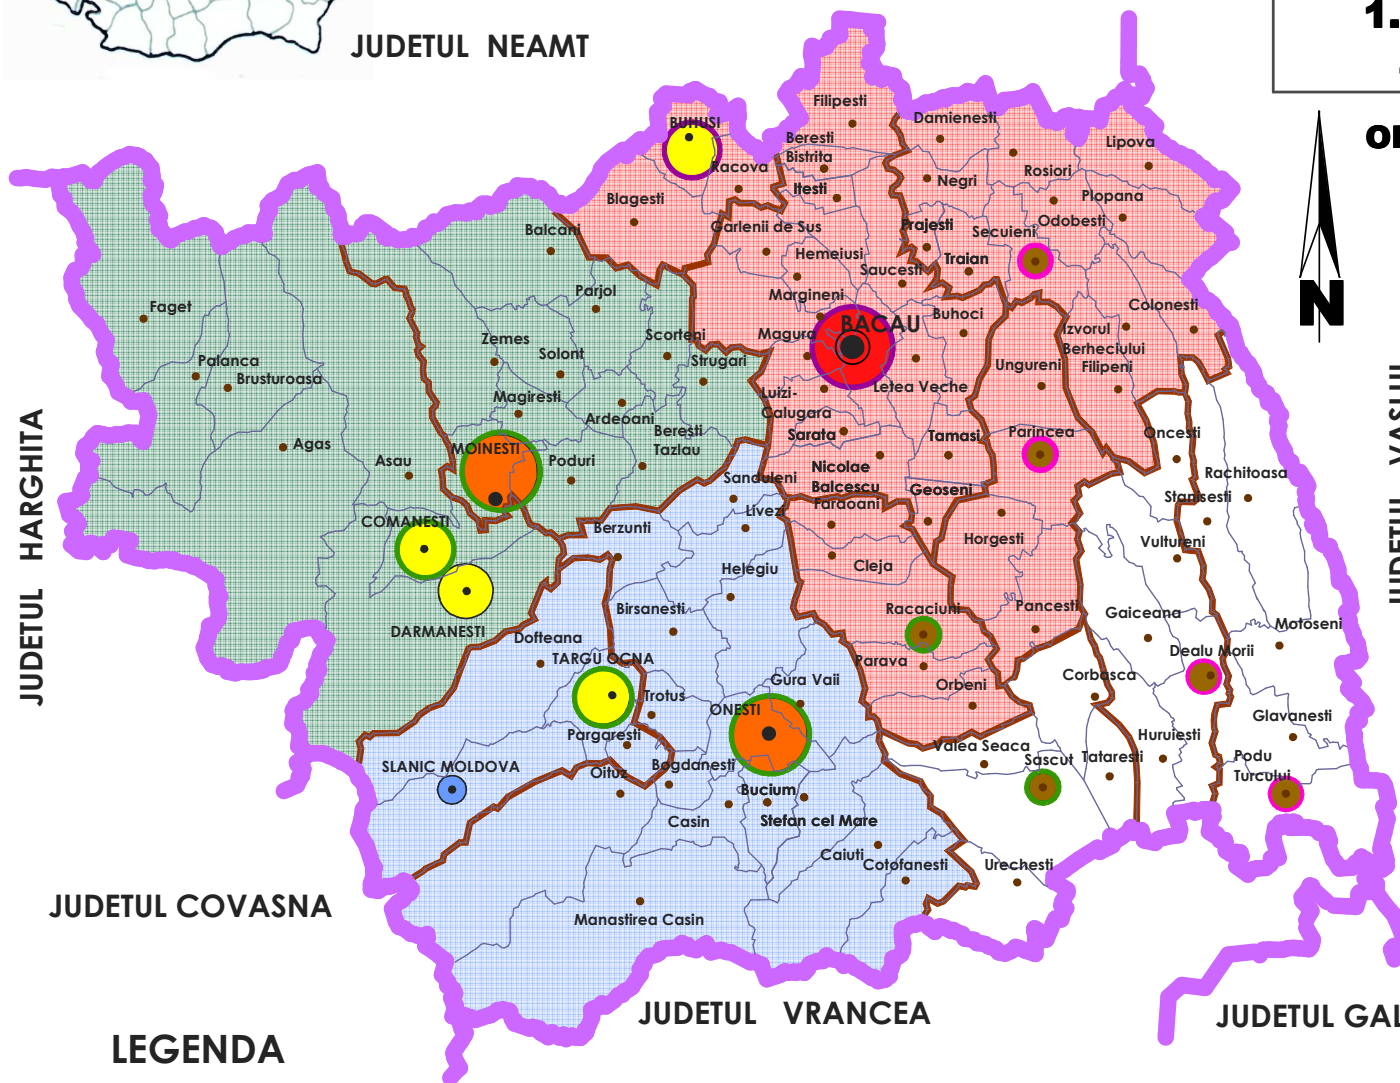 1.
JUDETUL NEAMT
Filipesti
Damienesti
BUHUSI
Beresti
Bistrita
Lipova
Racova
Rosiori
Negri
Itesti
Plopana
Blagesti
Odobesti
Balcani
Garlenii de Sus
Prajesti
Secuieni
Hemeiusi
Traian
Saucesti
Parjol
Margineni
Faget
Colonesti
Buhoci
BACAU
Izvorul
Berheciului
Zemes
Scorteni
Magura
Solont
Strugari
Palanca
Ungureni
Filipeni
Brusturoasa
Letea Veche
Magiresti
Luizi-
Calugara
Ardeoani
Agas
Beresti
Tazlau
Sarata
Tamasi
Parincea
Oncesti
MOINESTI
Asau
Poduri
Nicolae
Balcescu
Rachitoasa
Sanduleni
Geoseni
Stanisesti
Faraoani
Livezi
COMANESTI
Berzunti
Horgesti
Vultureni
Cleja
Helegiu
Birsanesti
Racaciuni
Pancesti
Gaiceana
Motoseni
DARMANESTI
Dofteana
Dealu Morii
TARGU OCNA
Parava
Gura Vaii
Corbasca
Orbeni
Trotus
ONESTI
Glavanesti
Pargaresti
Huruiesti
Valea Seaca
Sascut
Tataresti
Podu
Turcului
SLANIC MOLDOVA
Oituz
Bogdanesti
Bucium
Casin
Stefan cel Mare
Caiuti
Cotofanesti
Urechesti
Manastirea Casin
N
JUDETUL HARGHITA
JUDETUL COVASNA
JUDETUL VRANCEA
JUDETUL GAL
JUDETUL VASLUI
LEGENDA